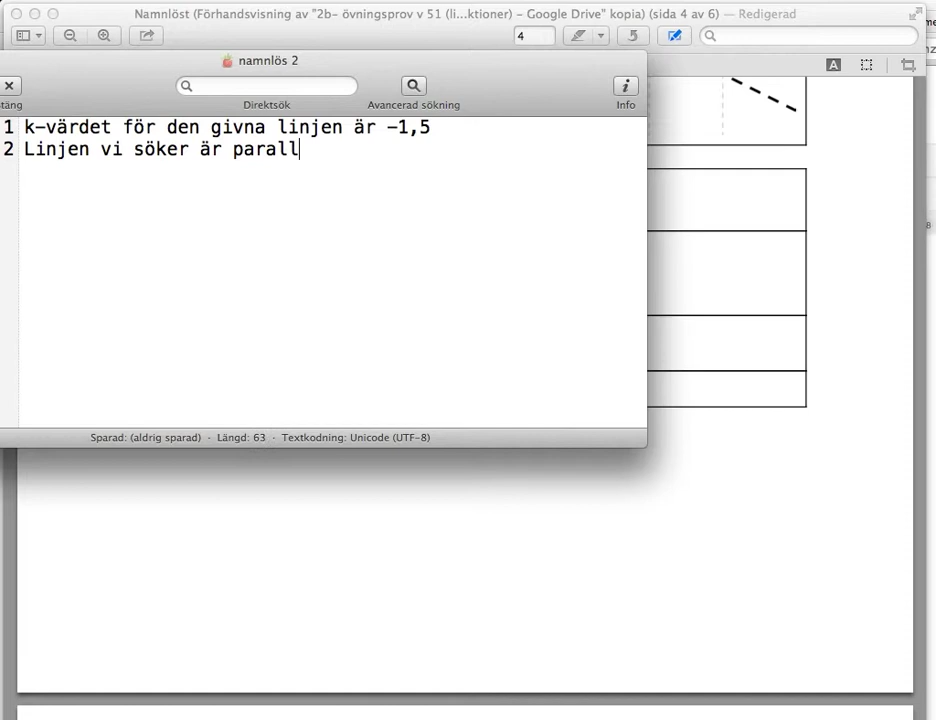 Namnlöst (Förhandsvisning av "2b- övningsprov v 51 (li...ktioner) – Google Drive" kopia) (sida 4 av 6) — Redigerad
4
A
namnlös 2
täng
Direktsök
Avancerad sökning
Info
1 k-värdet för den givna linjen är -1,5
2 Linjen vi söker är parall
Sparad: (aldrig sparad) · Längd: 63 · Textkodning: Unicode (UTF-8)
8